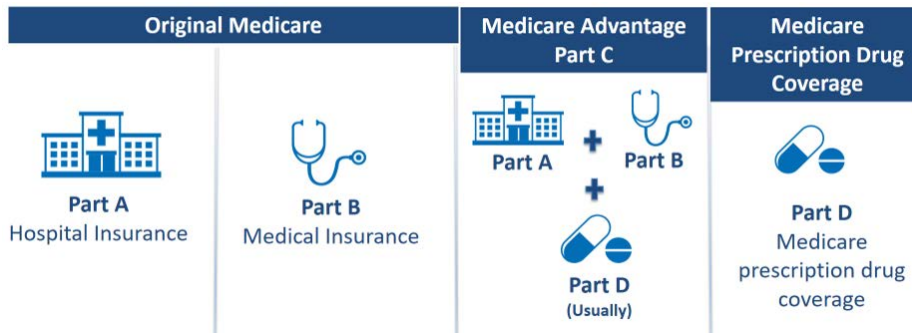 Original Medicare
Part A
Hospital Insurance
Part B
Medical Insurance
Medicare Advantage
Part C
Part A
+
Part B
+
Part D
(Usually)
Medicare
Prescription Drug
Coverage
Part D
Medicare
prescription drug
coverage